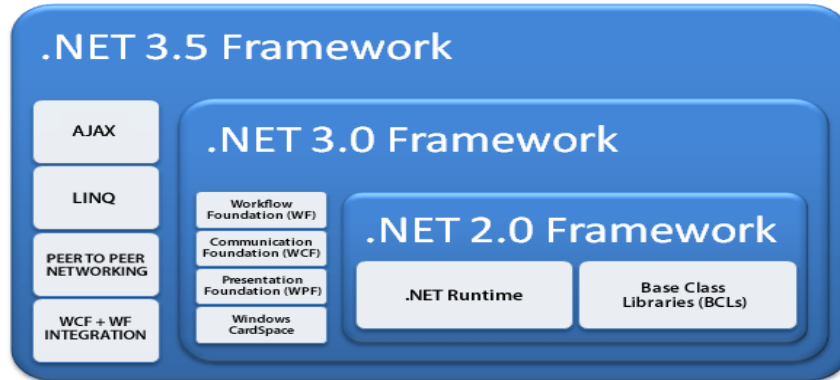 .NET 3.5 Framework
AJAX
LINQ
PEER TO PEER
NETWORKING
WCF + WF
INTEGRATION
.NET 3.0 Framework
Workflow
Foundation (WF)
Communication
Foundation (WCF)
Presentation
Foundation (WPF)
Windows
CardSpace
.NET 2.0 Framework
.NET Runtime
Base Class
Libraries (BCLs)